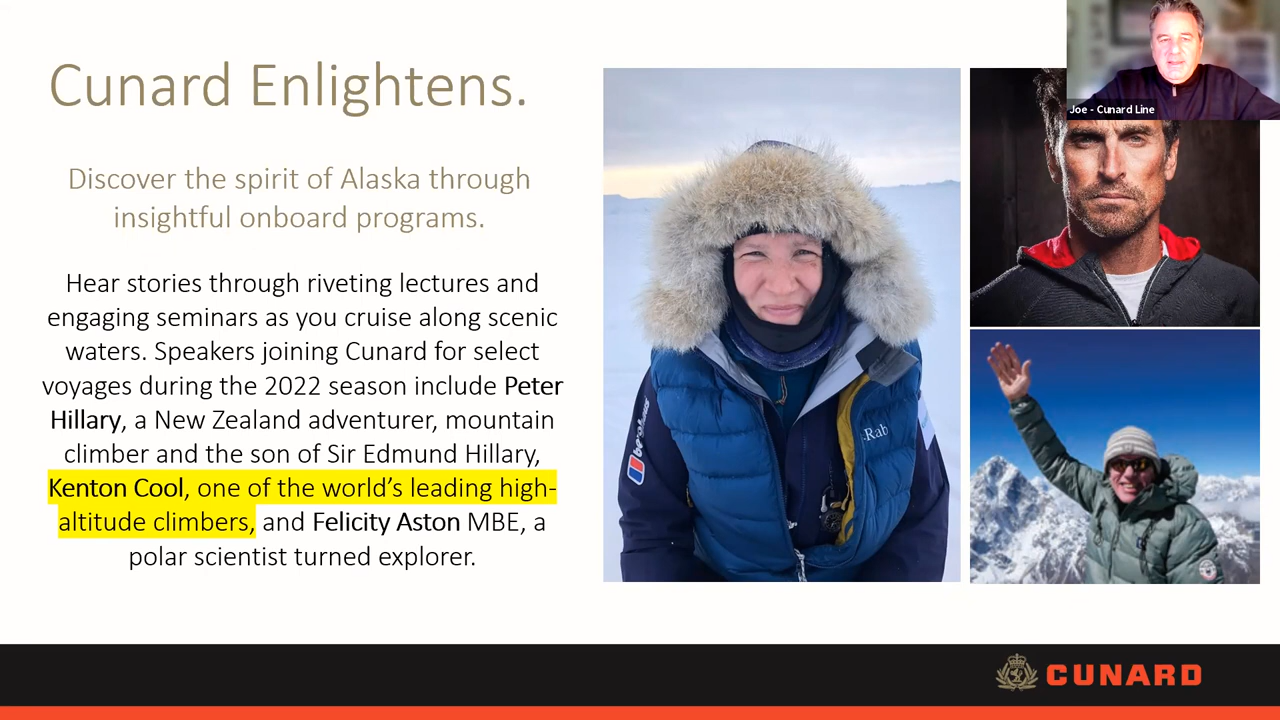 Cunard Enlightens.
Discover the spirit of Alaska through
insightful onboard programs.
Hear stories through riveting lectures and
engaging seminars as you cruise along scenic
waters. Speakers joining Cunard for select
voyages during the 2022 season include Peter
Hillary, a New Zealand adventurer, mountain
climber and the son of Sir Edmund Hillary,
Kenton Cool, one of the world’s leading high-
altitude climbers, and Felicity Aston MBE, a
polar scientist turned explorer.
berghaus
Rab
Joe - Cunard Line
CUNARD